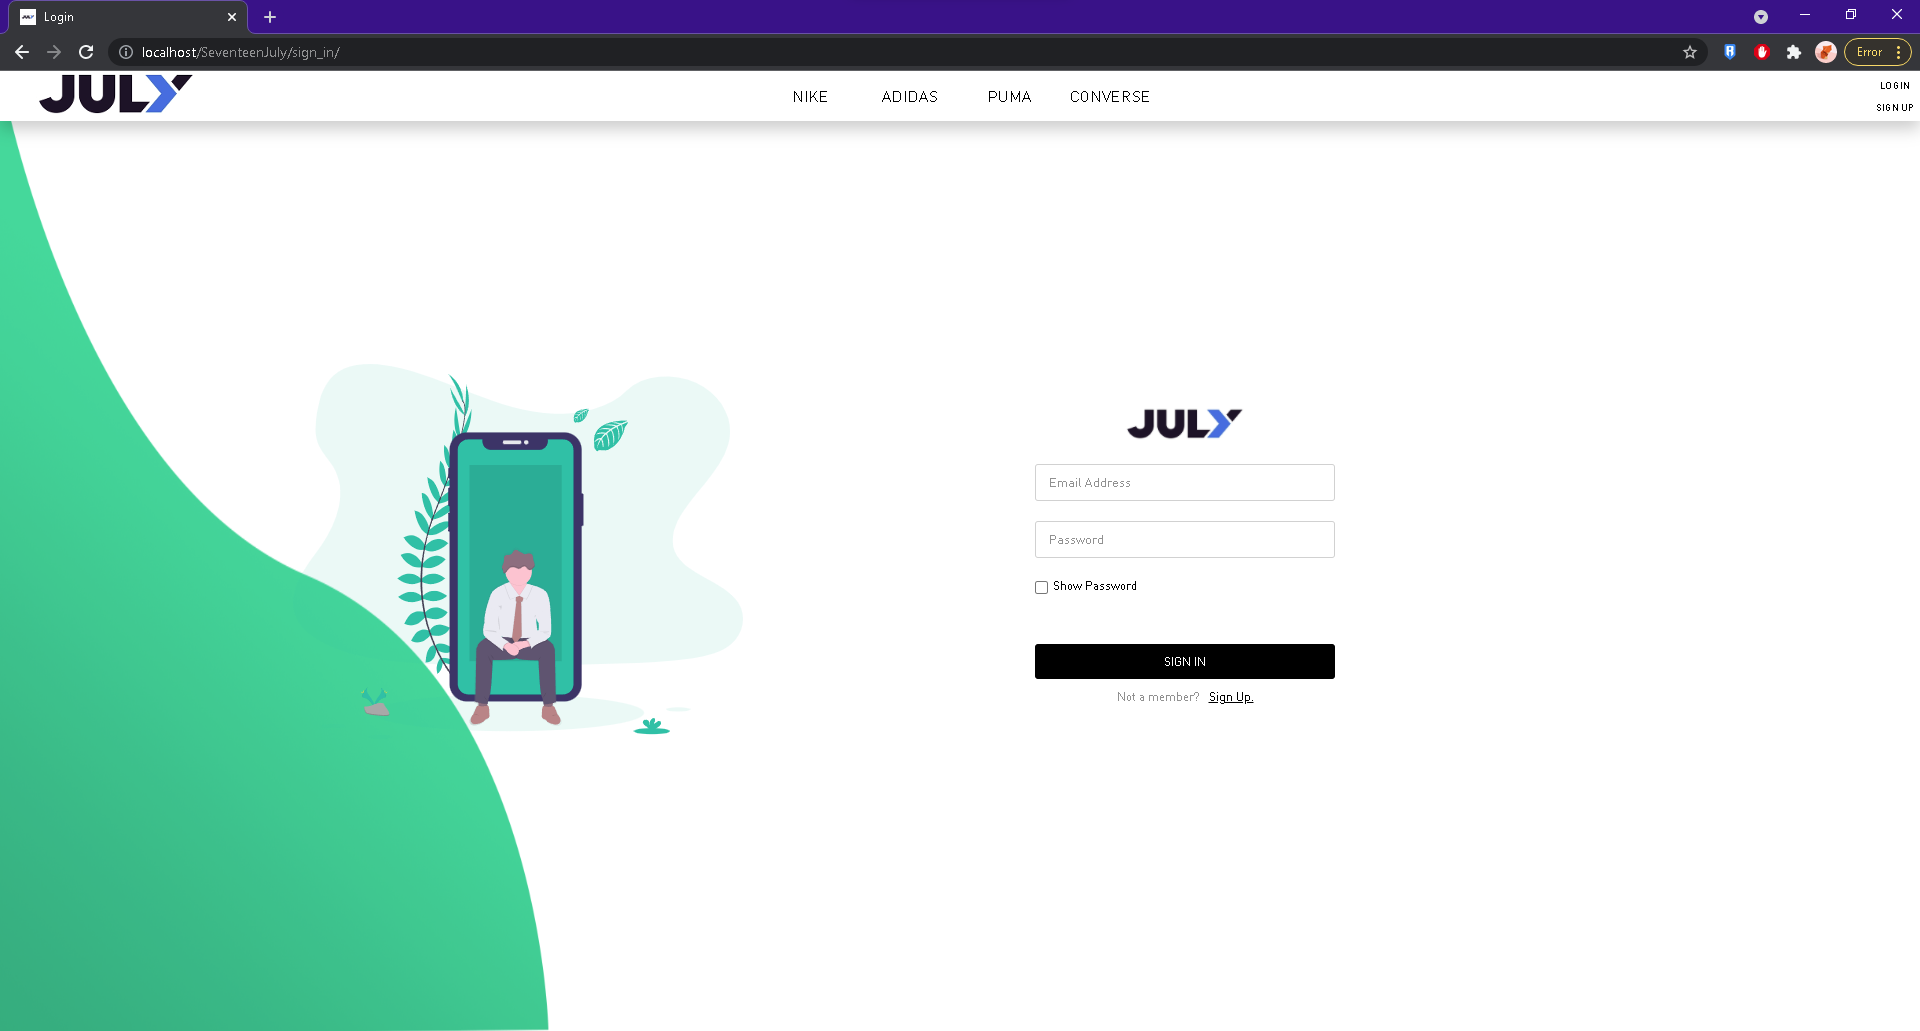 Login
localhost/SeventeenJuly/sign_in/
Error
JULY
NIKE ADIDAS PUMA CONVERSE
LOGIN
SIGN UP
JULY
Email Address
Password
Show Password
SIGN IN
Not a member? Sign Up.